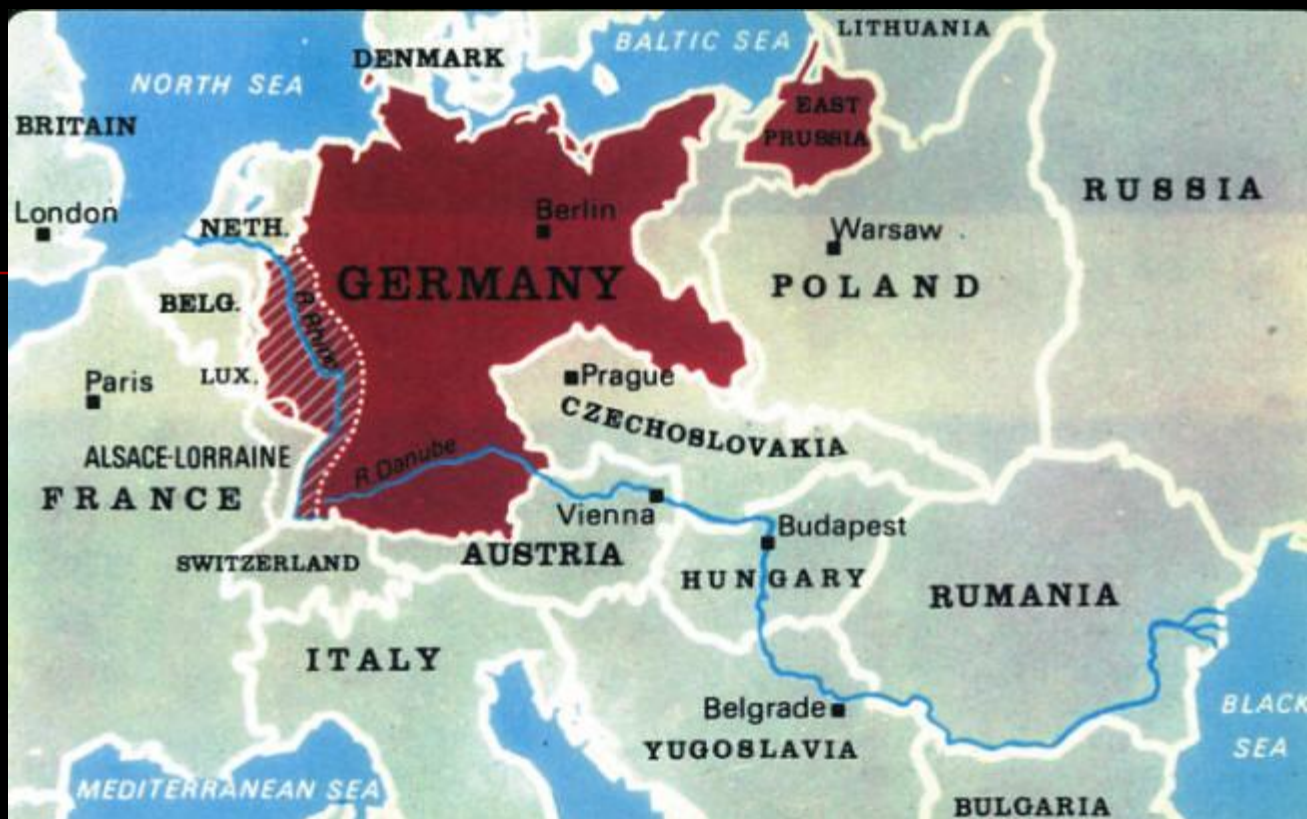 LITHUANIA
BALTIC SEA
DENMARK
NORTH SEA
EAST
PRUSSIA
BRITAIN
RUSSIA
London
Berlin
NETH.
Warsaw
GERMANY
POLAND
BELG.
R.Rhine
LUX.
Paris
Prague
CZECHOSLOVAKIA
ALSACE-LORRAINE
R.Danube
FRANCE
Vienna
Budapest
SWITZERLAND
AUSTRIA
HUNGARY
RUMANIA
ITALY
Belgrade
BLACK
SEA
YUGOSLAVIA
MEDITERRANEAN SEA
BULGARIA